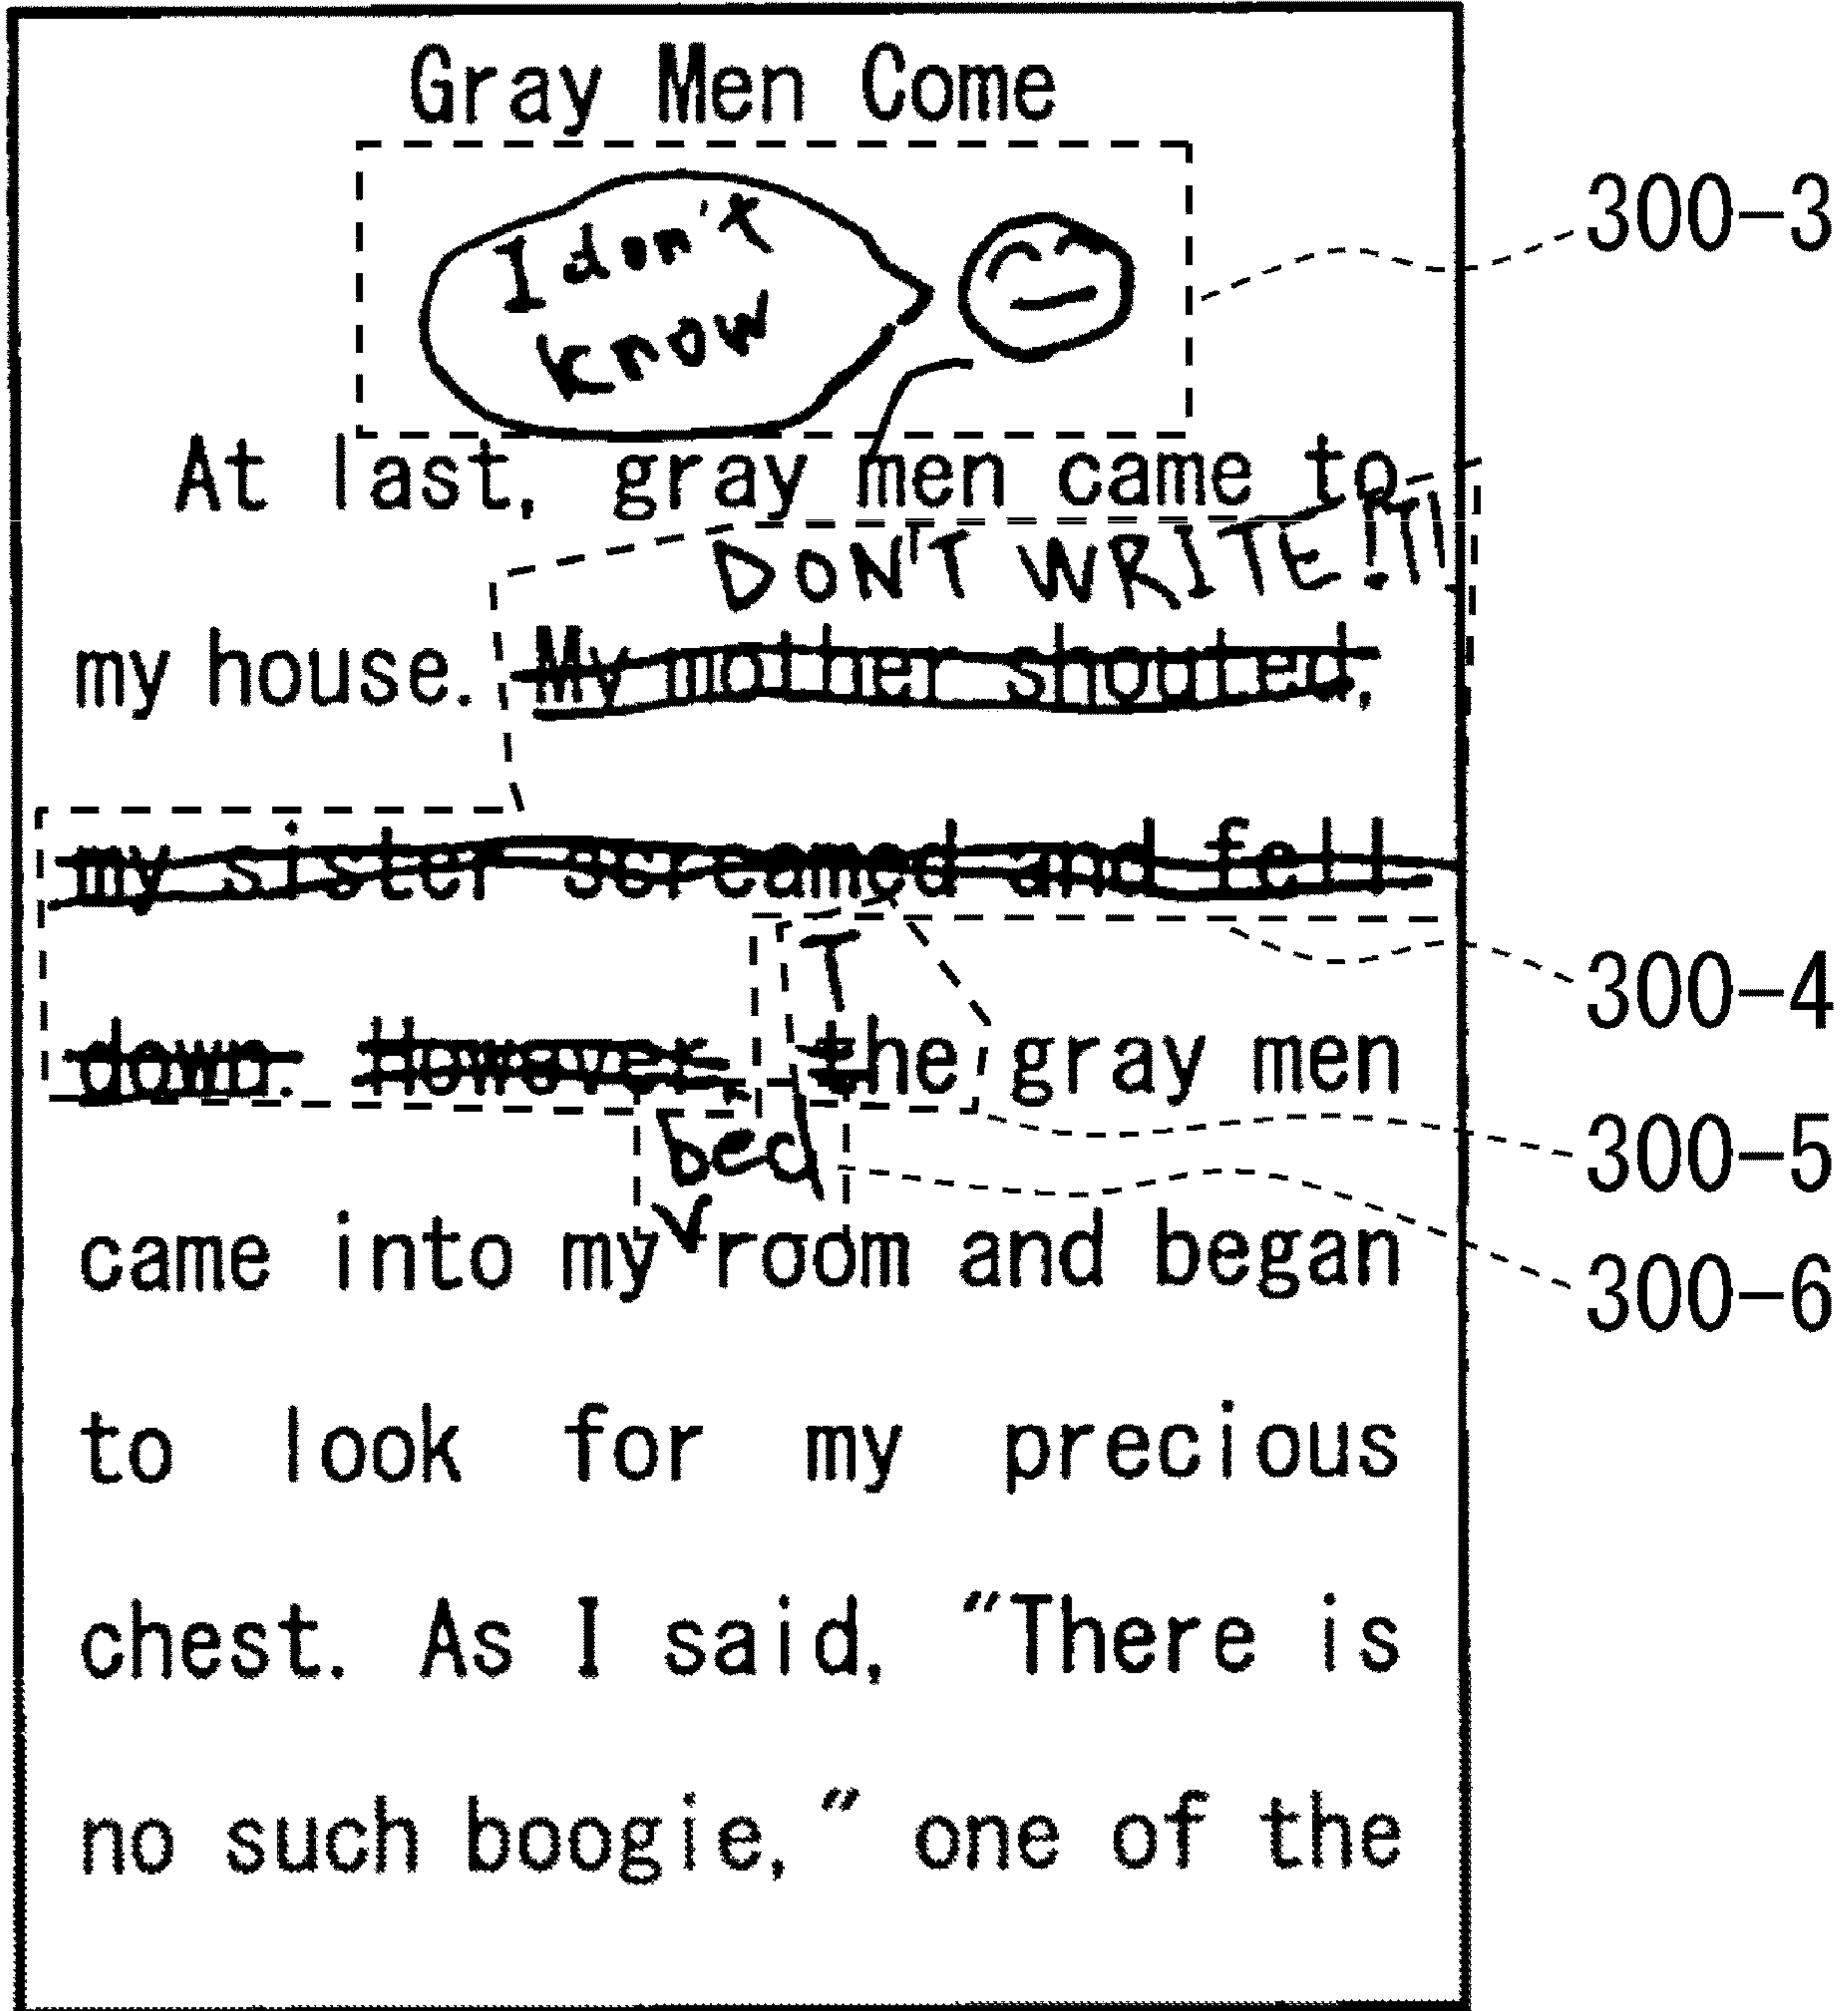 Gray Men Come
I don't
know
300-3
At last, gray men came to
DON'T WRITE!!!
my house. My mother shouted,
my sister screamed and fell
300-4
T
down. However, the gray men
300-5
bed
came into my room and began
300-6
to look for my precious
chest. As I said, "There is
no such boogie," one of the